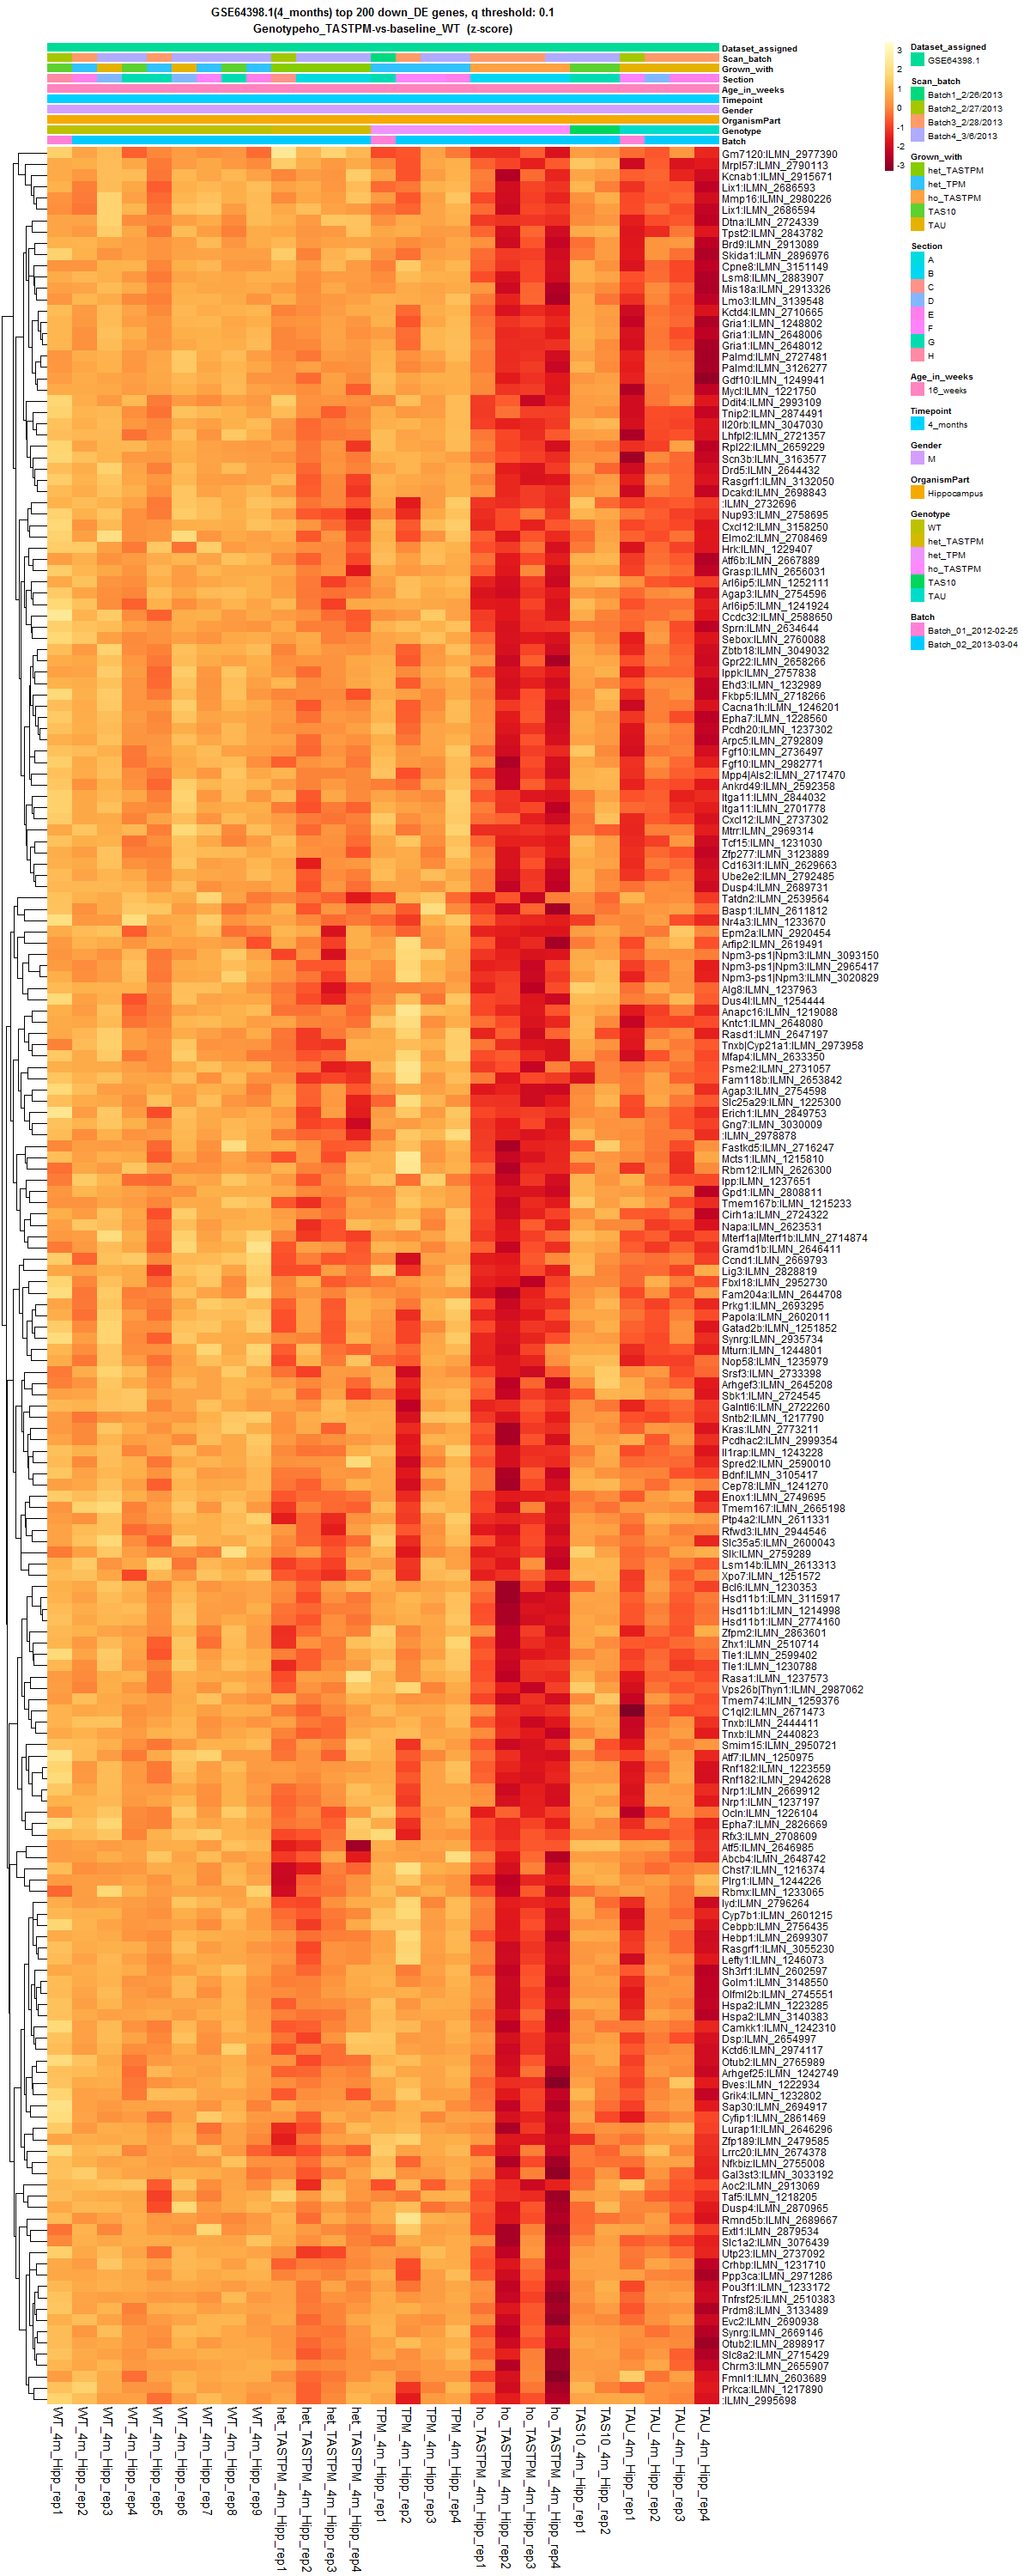 GSE64398.1(4_months) top 200 down_DE genes, q threshold: 0.1
Genotypeho_TASTPM-vs-baseline_WT (z-score)
Dataset_assigned
Scan_batch
Grown_with
Section
Age_in_weeks
Timepoint
Gender
OrganismPart
Genotype
Batch
Gm7120:ILMN_2977390
Mrpl57:ILMN_2790113
Kcnab1:ILMN_2915671
Lix1:ILMN_2686593
Mmp16:ILMN_2980226
Lix1:ILMN_2686594
Dtna:ILMN_2724339
Tpst2:ILMN_2843782
Brd9:ILMN_2913089
Skida1:ILMN_2896976
Cpne8:ILMN_3151149
Lsm8:ILMN_2883907
Mis18a:ILMN_2913326
Lmo3:ILMN_3139548
Kctd4:ILMN_2710665
Gria1:ILMN_1248802
Gria1:ILMN_2648006
Gria1:ILMN_2648012
Palmd:ILMN_2727481
Palmd:ILMN_3126277
Gdf10:ILMN_1249941
Mycl:ILMN_1221750
Ddit4:ILMN_2993109
Tnip2:ILMN_2874491
Il20rb:ILMN_3047030
Lhfpl2:ILMN_2721357
Rpl22:ILMN_2659229
Scn3b:ILMN_3163577
Drd5:ILMN_2644432
Rasgrf1:ILMN_3132050
Dcakd:ILMN_2698843
:ILMN_2732696
Nup93:ILMN_2758695
Cxcl12:ILMN_3158250
Elmo2:ILMN_2708469
Hrk:ILMN_1229407
Atf6b:ILMN_2667889
Grasp:ILMN_2656031
Arl6ip5:ILMN_1252111
Agap3:ILMN_2754596
Arl6ip5:ILMN_1241924
Ccdc32:ILMN_2588650
Sprn:ILMN_2634644
Sebox:ILMN_2760088
Zbtb18:ILMN_3049032
Gpr22:ILMN_2658266
Ippk:ILMN_2757838
Ehd3:ILMN_1232989
Fkbp5:ILMN_2718266
Cacna1h:ILMN_1246201
Epha7:ILMN_1228560
Pcdh20:ILMN_1237302
Arpc5:ILMN_2792809
Fgf10:ILMN_2736497
Fgf10:ILMN_2982771
Mpp4|Als2:ILMN_2717470
Ankrd49:ILMN_2592358
Itga11:ILMN_2844032
Itga11:ILMN_2701778
Cxcl12:ILMN_2737302
Mtrr:ILMN_2969314
Tcf15:ILMN_1231030
Zfp277:ILMN_3123889
Cd163l1:ILMN_2629663
Ube2e2:ILMN_2792485
Dusp4:ILMN_2689731
Tatdn2:ILMN_2539564
Basp1:ILMN_2611812
Nr4a3:ILMN_1233670
Epm2a:ILMN_2920454
Arfip2:ILMN_2619491
Npm3-ps1|Npm3:ILMN_3093150
Npm3-ps1|Npm3:ILMN_2965417
Npm3-ps1|Npm3:ILMN_3020829
Alg8:ILMN_1237963
Dus4l:ILMN_1254444
Anapc16:ILMN_1219088
Kntc1:ILMN_2648080
Rasd1:ILMN_2647197
Tnxb|Cyp21a1:ILMN_2973958
Mfap4:ILMN_2633350
Psme2:ILMN_2731057
Fam118b:ILMN_2653842
Agap3:ILMN_2754598
Slc25a29:ILMN_1225300
Erich1:ILMN_2849753
Gng7:ILMN_3030009
:ILMN_2978878
Fastkd5:ILMN_2716247
Mcts1:ILMN_1215810
Rbm12:ILMN_2626300
Ipp:ILMN_1237651
Gpd1:ILMN_2808811
Tmem167b:ILMN_1215233
Cirh1a:ILMN_2724322
Napa:ILMN_2623531
Mterf1a|Mterf1b:ILMN_2714874
Gramd1b:ILMN_2646411
Ccnd1:ILMN_2669793
Lig3:ILMN_2828819
Fbxl18:ILMN_2952730
Fam204a:ILMN_2644708
Prkg1:ILMN_2693295
Papola:ILMN_2602011
Gatad2b:ILMN_1251852
Synrg:ILMN_2935734
Mturn:ILMN_1244801
Nop58:ILMN_1235979
Srsf3:ILMN_2733398
Arhgef3:ILMN_2645208
Sbk1:ILMN_2724545
Galntl6:ILMN_2722260
Sntb2:ILMN_1217790
Kras:ILMN_2773211
Pcdhac2:ILMN_2999354
Il1rap:ILMN_1243228
Spred2:ILMN_2590010
Bdnf:ILMN_3105417
Cep78:ILMN_1241270
Enox1:ILMN_2749695
Tmem167:ILMN_2665198
Ptp4a2:ILMN_2611331
Rfwd3:ILMN_2944546
Slc35a5:ILMN_2600043
Slk:ILMN_2759289
Lsm14b:ILMN_2613313
Xpo7:ILMN_1251572
Bcl6:ILMN_1230353
Hsd11b1:ILMN_3115917
Hsd11b1:ILMN_1214998
Hsd11b1:ILMN_2774160
Zfpm2:ILMN_2863601
Zhx1:ILMN_2510714
Tle1:ILMN_2599402
Tle1:ILMN_1230788
Rasa1:ILMN_1237573
Vps26b|Thyn1:ILMN_2987062
Tmem74:ILMN_1259376
C1ql2:ILMN_2671473
Tnxb:ILMN_2444411
Tnxb:ILMN_2440823
Smim15:ILMN_2950721
Atf7:ILMN_1250975
Rnf182:ILMN_1223559
Rnf182:ILMN_2942628
Nrp1:ILMN_2669912
Nrp1:ILMN_1237197
Ocln:ILMN_1226104
Epha7:ILMN_2826669
Rfx3:ILMN_2708609
Atf5:ILMN_2646985
Abcb4:ILMN_2648742
Chst7:ILMN_1216374
Plrg1:ILMN_1244226
Rbmx:ILMN_1233065
Iyd:ILMN_2796264
Cyp7b1:ILMN_2601215
Cebpb:ILMN_2756435
Hebp1:ILMN_2699307
Rasgrf1:ILMN_3055230
Lefty1:ILMN_1246073
Sh3rf1:ILMN_2602597
Golm1:ILMN_3148550
Olfml2b:ILMN_2745551
Hspa2:ILMN_1223285
Hspa2:ILMN_3140383
Camkk1:ILMN_1242310
Dsp:ILMN_2654997
Kctd6:ILMN_2974117
Otub2:ILMN_2765989
Arhgef25:ILMN_1242749
Bves:ILMN_1222934
Grik4:ILMN_1232802
Sap30:ILMN_2694917
Cyfip1:ILMN_2861469
Lurap1l:ILMN_2646296
Zfp189:ILMN_2479585
Lrrc20:ILMN_2674378
Nfkbiz:ILMN_2755008
Gal3st3:ILMN_3033192
Aoc2:ILMN_2913069
Taf5:ILMN_1218205
Dusp4:ILMN_2870965
Rmnd5b:ILMN_2689667
Extl1:ILMN_2879534
Slc1a2:ILMN_3076439
Utp23:ILMN_2737092
Crhbp:ILMN_1231710
Ppp3ca:ILMN_2971286
Pou3f1:ILMN_1233172
Tnfrsf25:ILMN_2510383
Prdm8:ILMN_3133489
Evc2:ILMN_2690938
Synrg:ILMN_2669146
Otub2:ILMN_2898917
Slc8a2:ILMN_2715429
Chrm3:ILMN_2655907
Fmnl1:ILMN_2603689
Prkca:ILMN_1217890
:ILMN_2995698
WT_4m_Hipp_rep1
WT_4m_Hipp_rep2
WT_4m_Hipp_rep3
WT_4m_Hipp_rep4
WT_4m_Hipp_rep5
WT_4m_Hipp_rep6
WT_4m_Hipp_rep7
WT_4m_Hipp_rep8
WT_4m_Hipp_rep9
het_TASTPM_4m_Hipp_rep1
het_TASTPM_4m_Hipp_rep2
het_TASTPM_4m_Hipp_rep3
het_TASTPM_4m_Hipp_rep4
TPM_4m_Hipp_rep1
TPM_4m_Hipp_rep2
TPM_4m_Hipp_rep3
TPM_4m_Hipp_rep4
ho_TASTPM_4m_Hipp_rep1
ho_TASTPM_4m_Hipp_rep2
ho_TASTPM_4m_Hipp_rep3
ho_TASTPM_4m_Hipp_rep4
TAS10_4m_Hipp_rep1
TAS10_4m_Hipp_rep2
TAU_4m_Hipp_rep1
TAU_4m_Hipp_rep2
TAU_4m_Hipp_rep3
TAU_4m_Hipp_rep4
3
2
1
0
-1
-2
-3
Dataset_assigned
GSE64398.1
Scan_batch
Batch1_2/26/2013
Batch2_2/27/2013
Batch3_2/28/2013
Batch4_3/6/2013
Grown_with
het_TASTPM
het_TPM
ho_TASTPM
TAS10
TAU
Section
A
B
C
D
E
F
G
H
Age_in_weeks
16_weeks
Timepoint
4_months
Gender
M
OrganismPart
Hippocampus
Genotype
WT
het_TASTPM
het_TPM
ho_TASTPM
TAS10
TAU
Batch
Batch_01_2012-02-25
Batch_02_2013-03-04